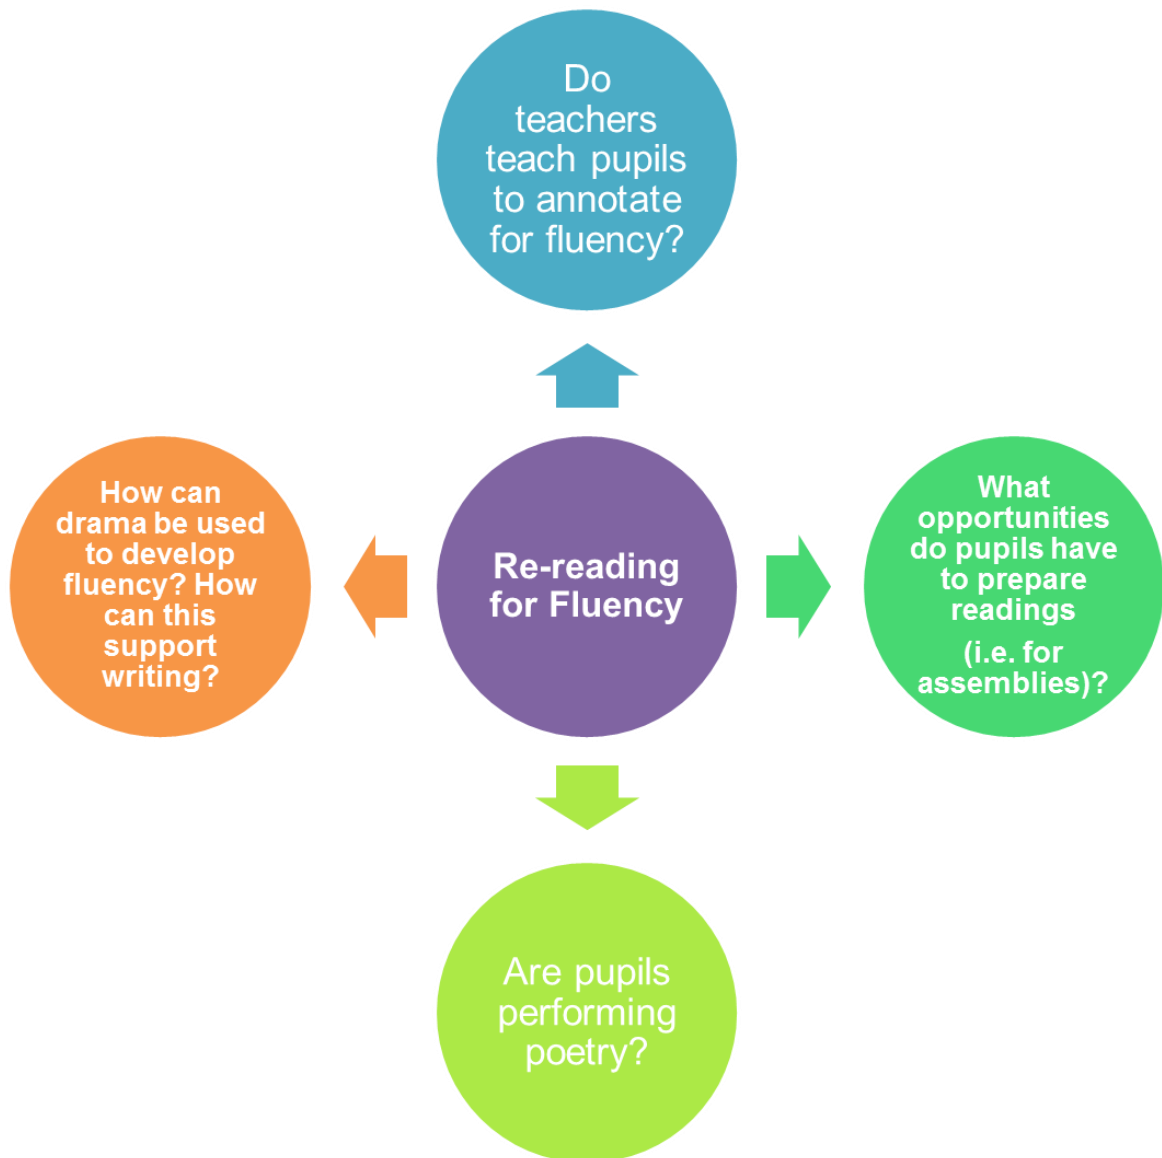 Do
teachers
teach pupils
to annotate
for fluency?
How can
drama be used
to develop
fluency? How
can this
support
writing?
Re-reading
for Fluency
What
opportunities
do pupils have
to prepare
readings
(i.e. for
assemblies)?
Are pupils
performing
poetry?